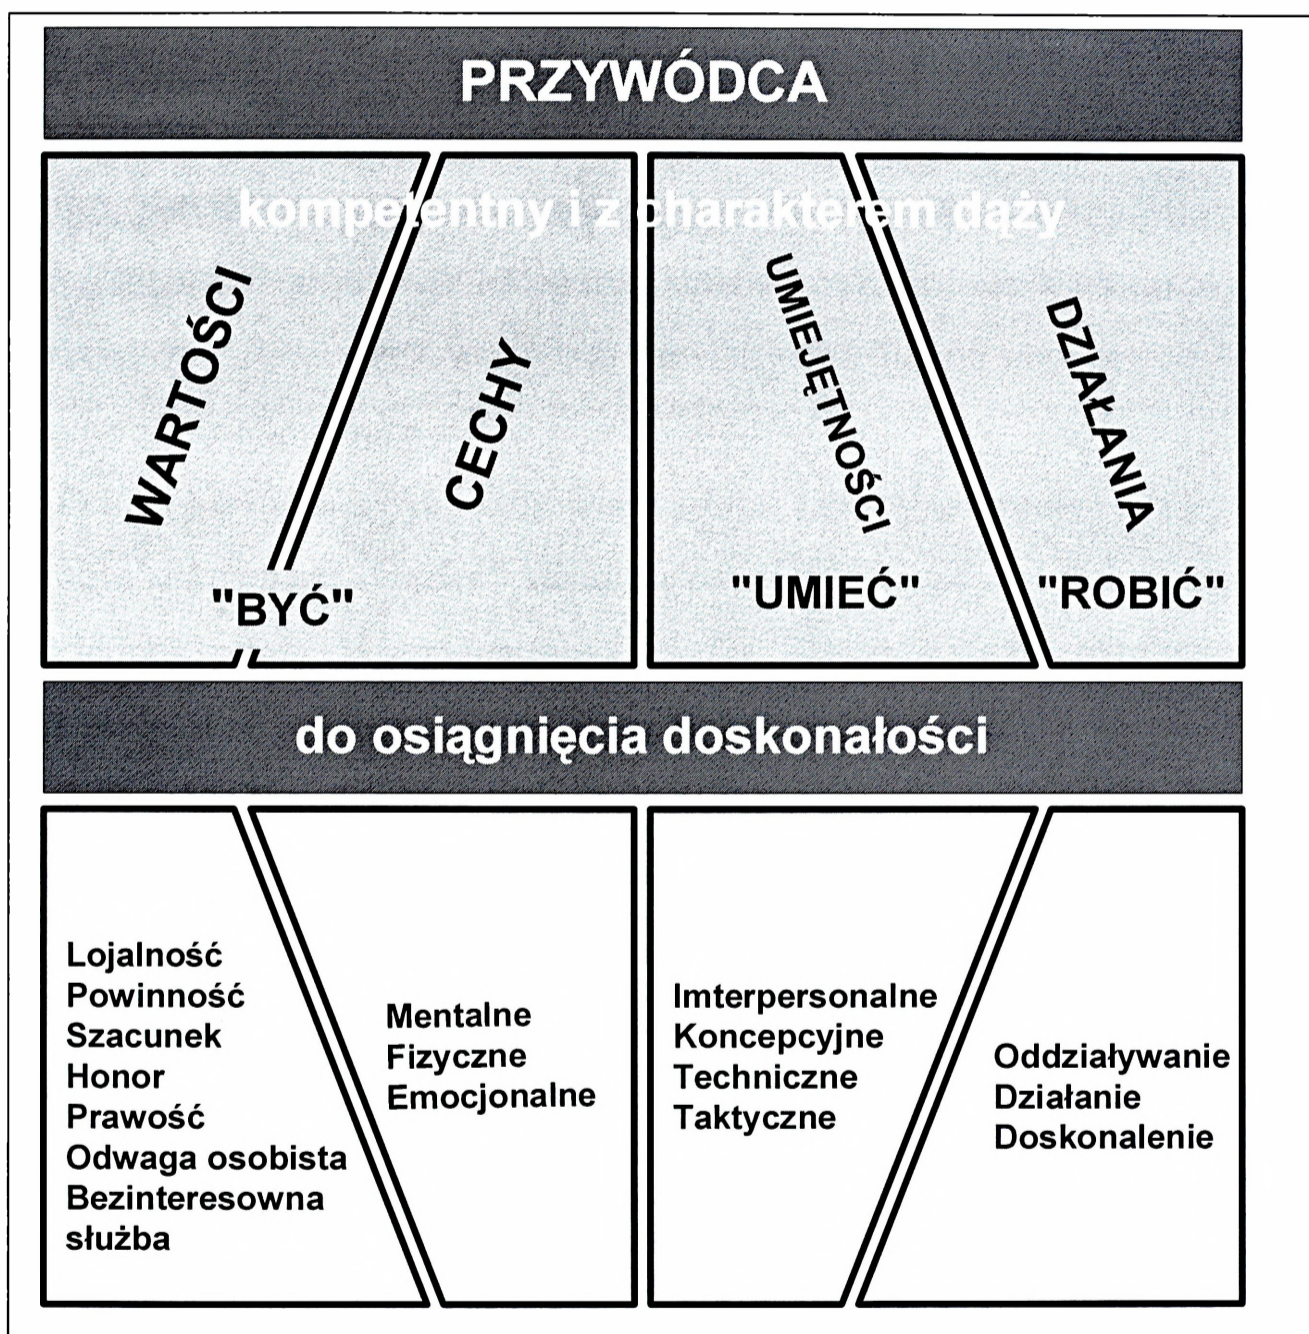 PRZYWÓDCA
kompetentny i z charakterem dąży
WARTOŚCI
CECHY
UMIEJĘTNOŚCI
DZIAŁANIA
"BYĆ"
"UMIEĆ"
"ROBIĆ"
do osiągnięcia doskonałości
Lojalność
Powinność
Szacunek
Honor
Prawość
Odwaga osobista
Bezinteresowna
służba
Mentalne
Fizyczne
Emocjonalne
Imterpersonalne
Koncepcyjne
Techniczne
Taktyczne
Oddziaływanie
Działanie
Doskonalenie